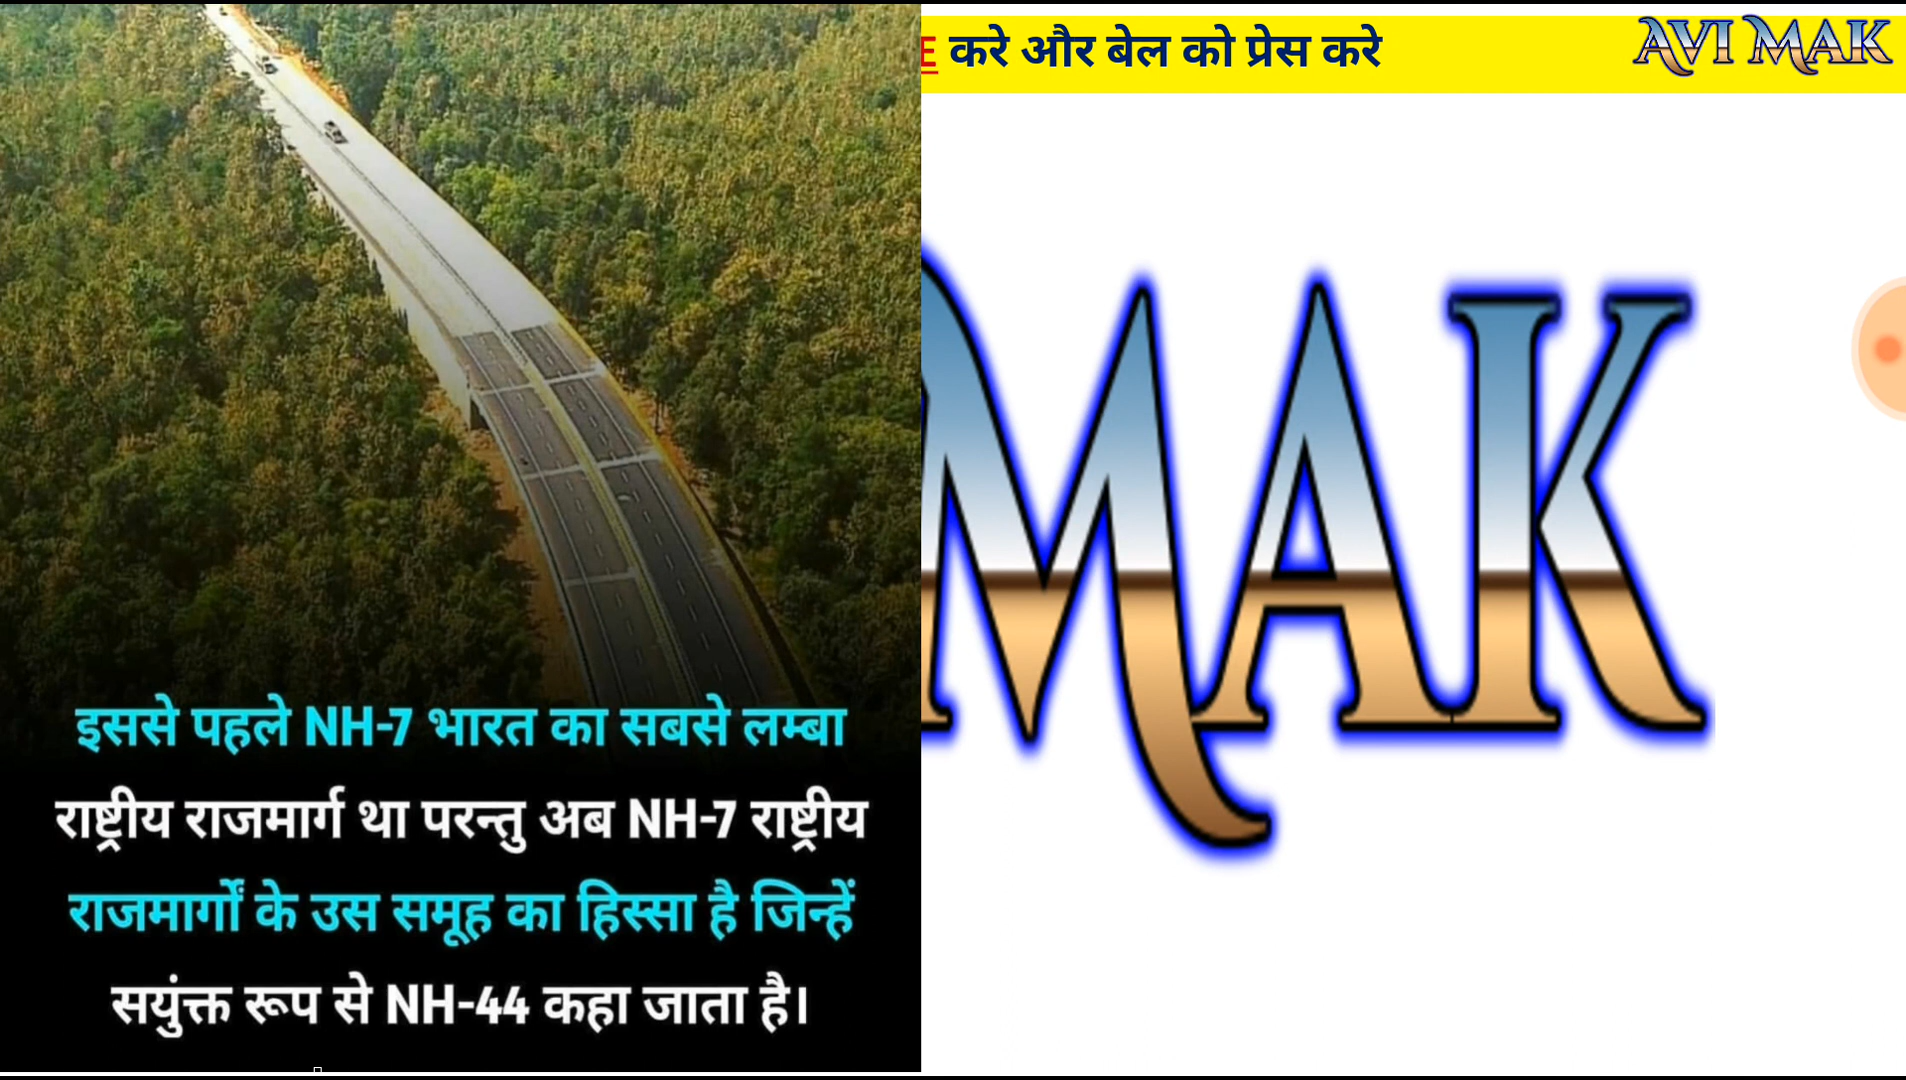 इससे पहले NH-7 भारत का सबसे लम्बा
राष्ट्रीय राजमार्ग था परन्तु अब NH-7 राष्ट्रीय
राजमार्गों के उस समूह का हिस्सा है जिन्हें
सयुंक्त रूप से NH-44 कहा जाता है।
E करे और बेल को प्रेस करे
AVI MAK
MAK